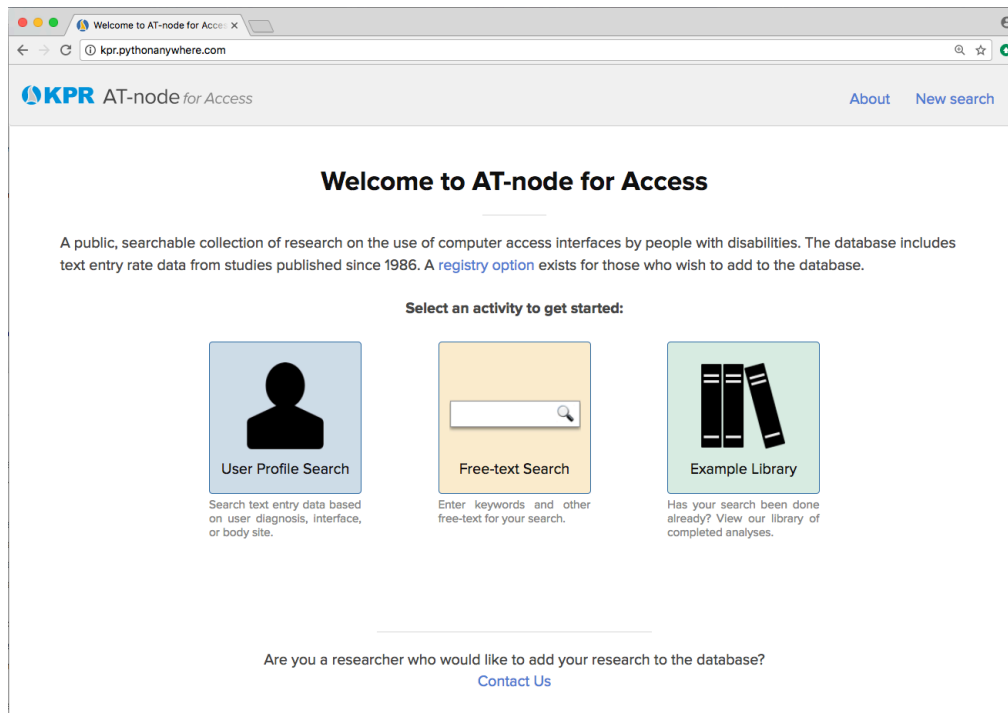 Welcome to AT-node for Acces
kpr.pythonanywhere.com
KPR AT-node for Access
About New search
Welcome to AT-node for Access
A public, searchable collection of research on the use of computer access interfaces by people with disabilities. The database includes
text entry rate data from studies published since 1986. A registry option exists for those who wish to add to the database.
Select an activity to get started:
User Profile Search
Search text entry data based
on user diagnosis, interface,
or body site.
Free-text Search
Enter keywords and other
free-text for your search.
Example Library
Has your search been done
already? View our library of
completed analyses.
Are you a researcher who would like to add your research to the database?
Contact Us